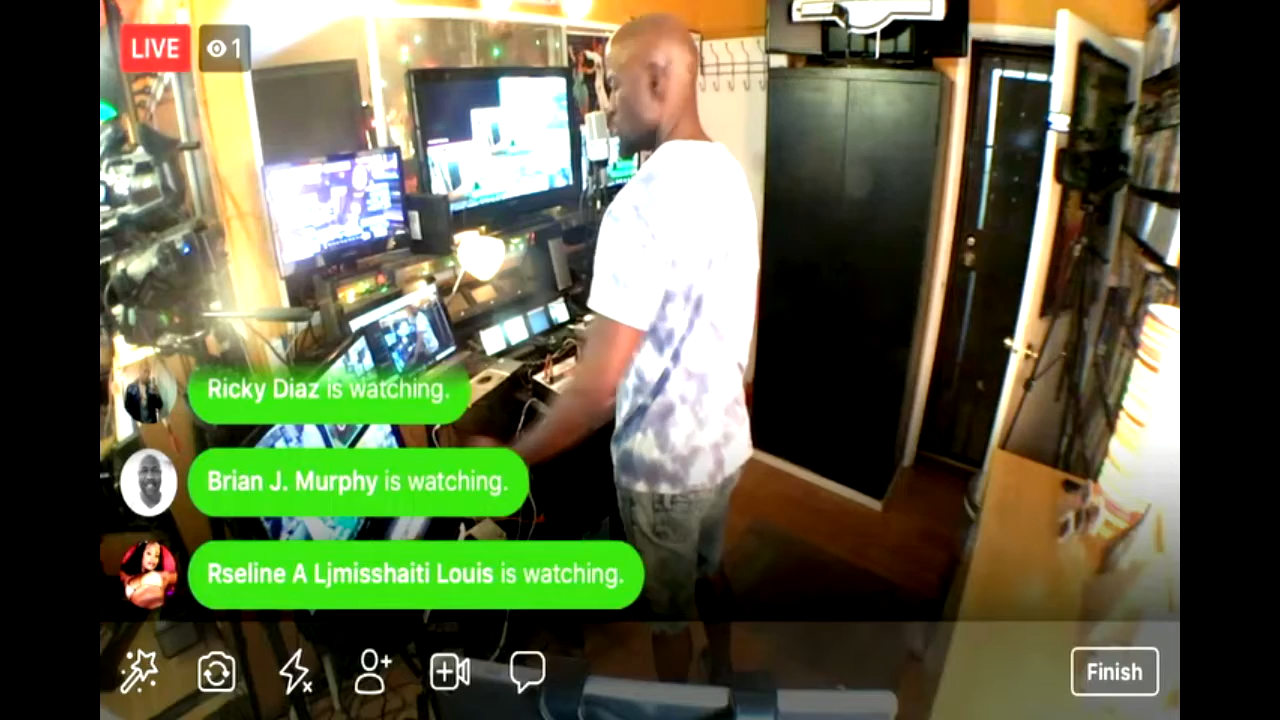 LIVE 1
Ricky Diaz is watching.
Brian J. Murphy is watching.
Rseline A Ljmisshaiti Louis is watching.
Finish